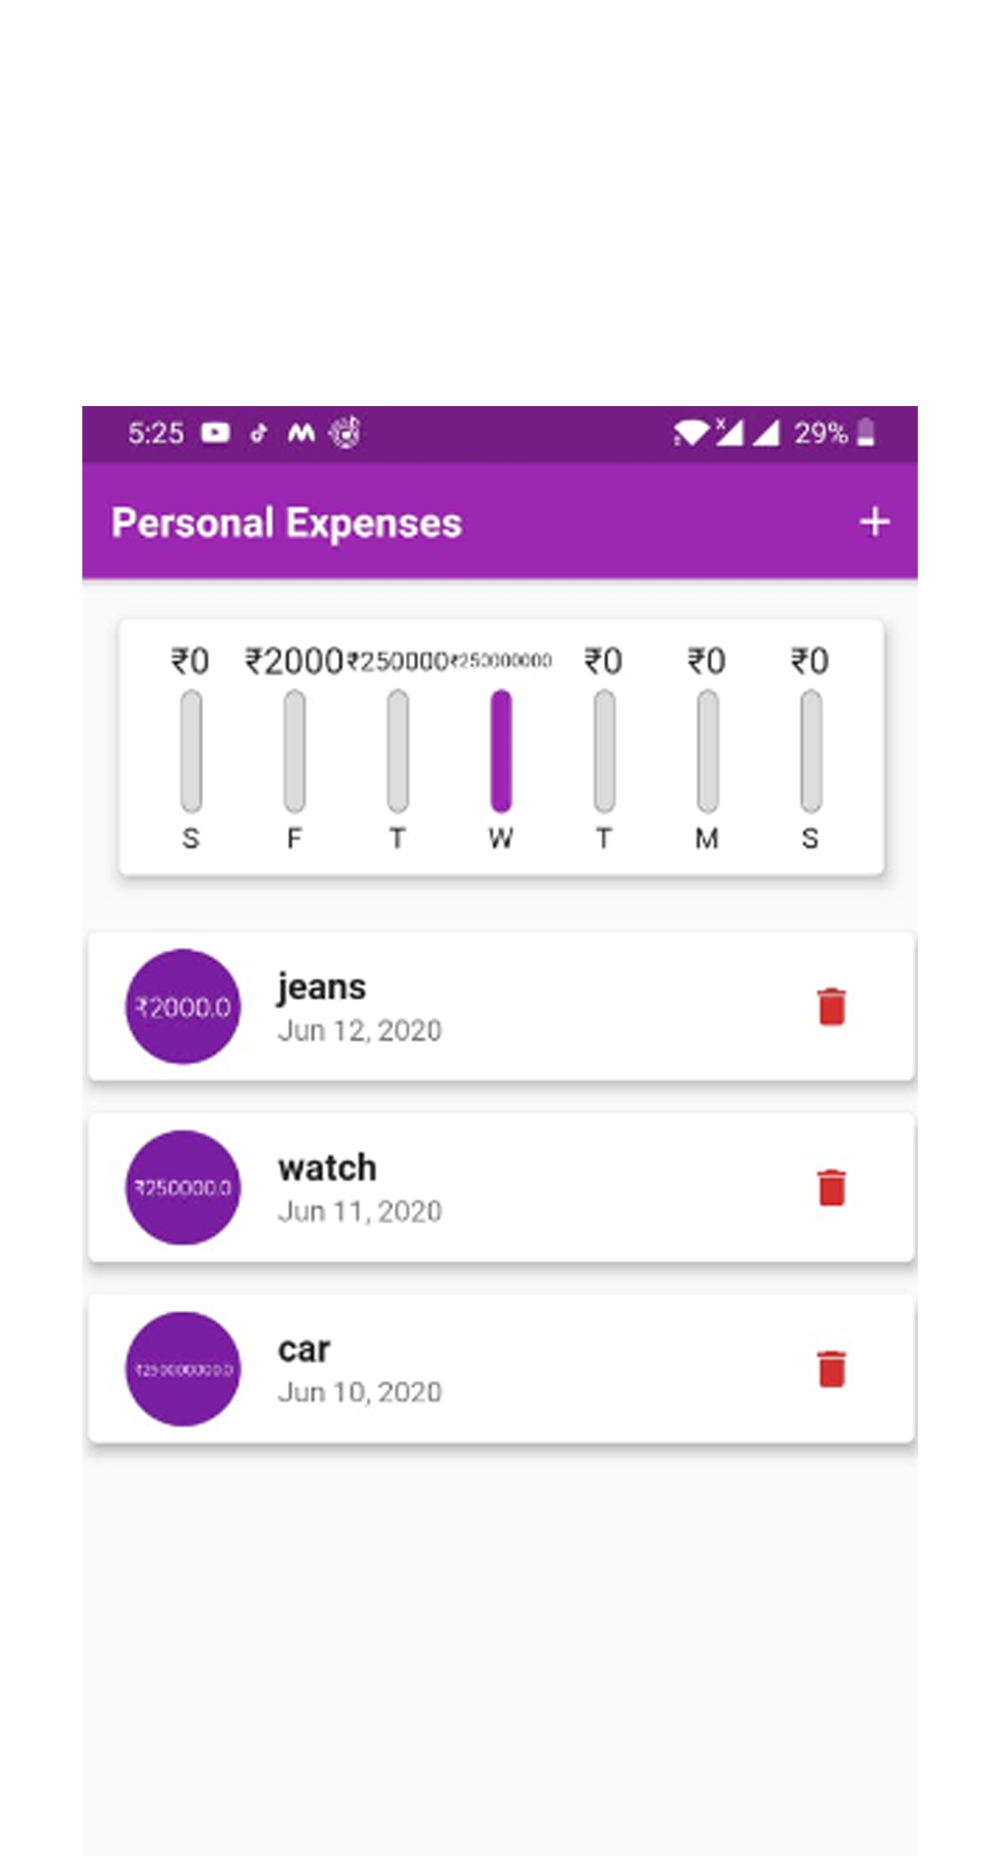 5:25 29%
Personal Expenses +
₹0 ₹2000 ₹250000 ₹250000000 ₹0 ₹0 ₹0
S F T W T M S
₹2000.0
jeans
Jun 12, 2020
₹250000.0
watch
Jun 11, 2020
₹250000000.0
car
Jun 10, 2020